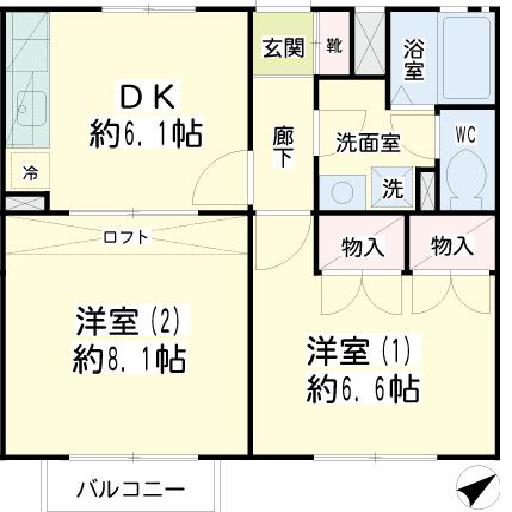 玄関
靴
浴室
DK
約6.1帖
廊下
洗面室
WC
冷
洗
ロフト
物入
物入
洋室(2)
約8.1帖
洋室(1)
約6.6帖
バルコニー